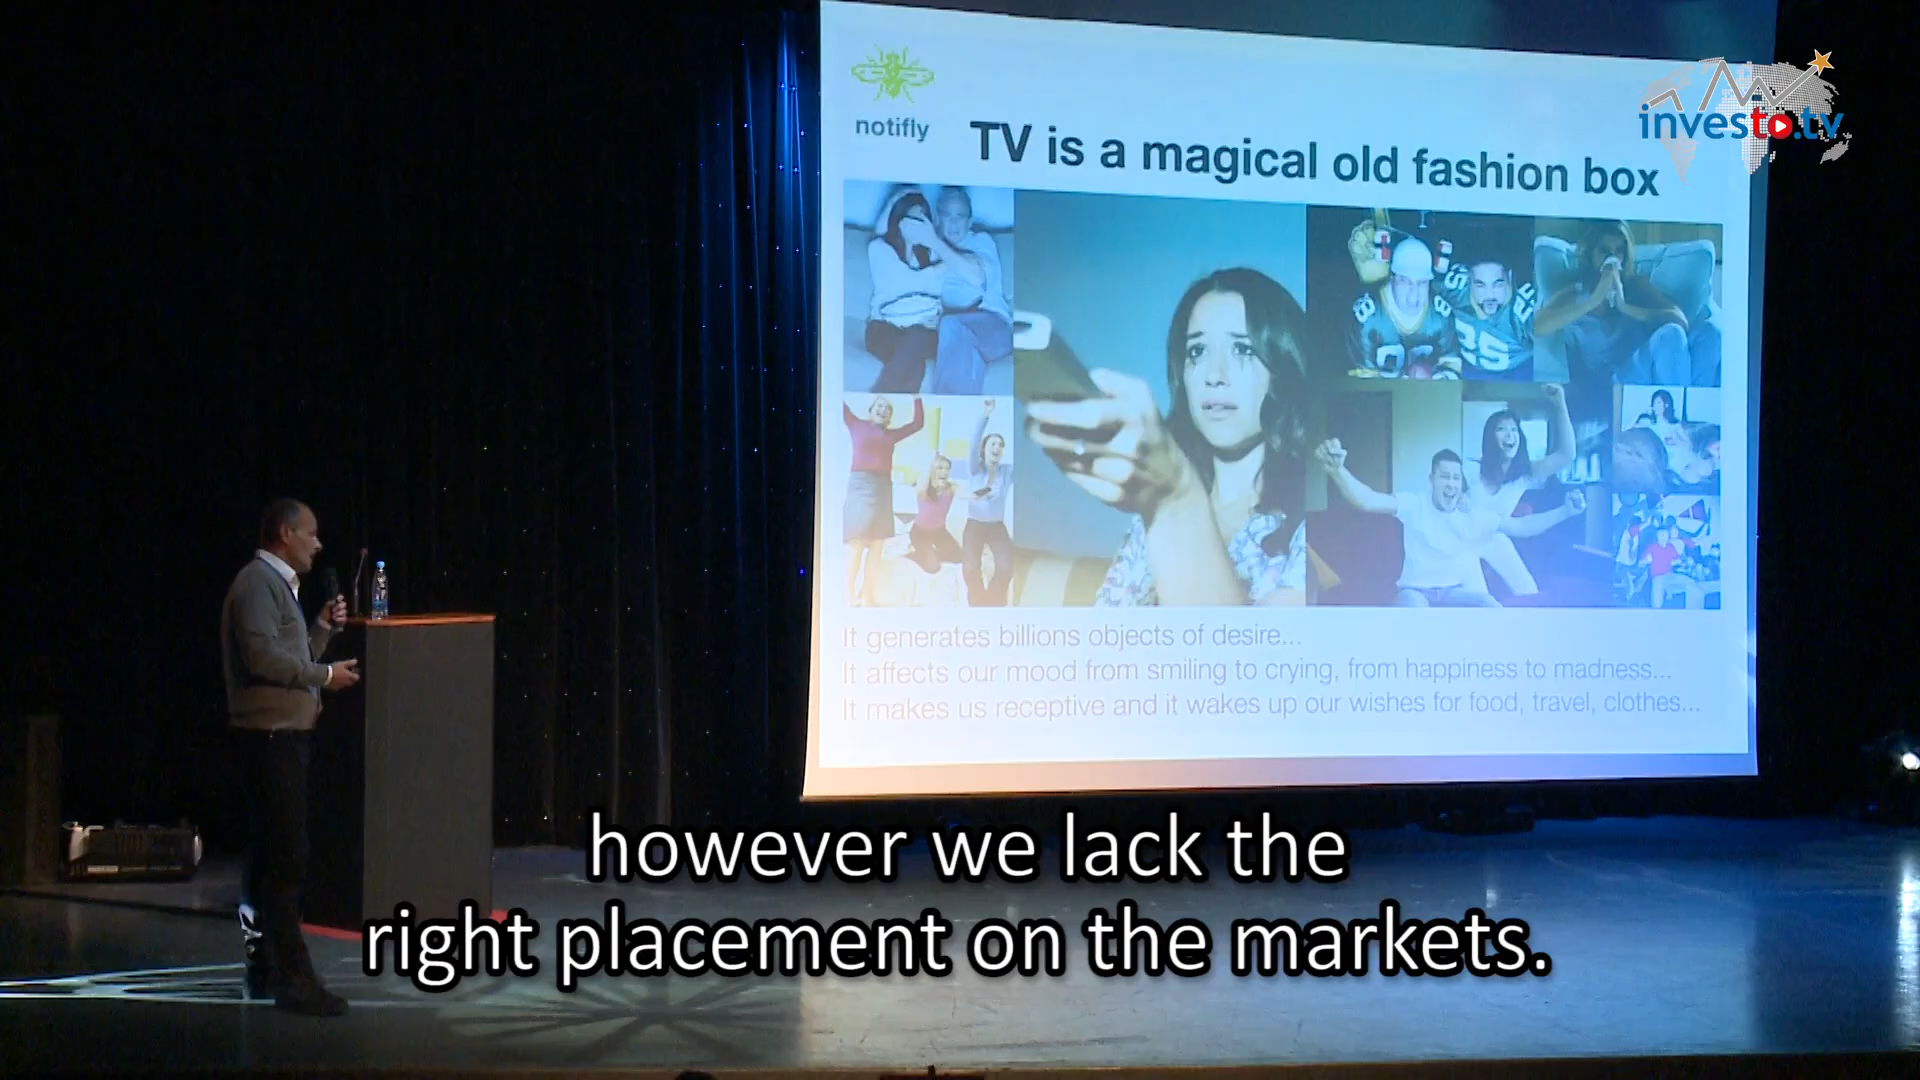 investo.tv
notifly
TV is a magical old fashion box
It generates billions objects of desire...
It affects our mood from smiling to crying, from happiness to madness...
It makes us receptive and it wakes up our wishes for food, travel, clothes...
however we lack the
right placement on the markets.